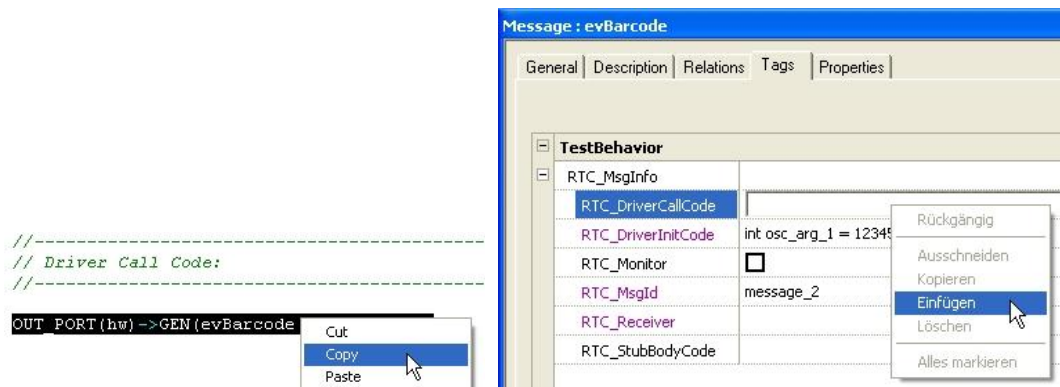 //-------------------------------------------
// Driver Call Code:
//-------------------------------------------
OUT_PORT(hw)->GEN(evBarcode
Cut
Copy
Paste
Message : evBarcode
General Description Relations Tags Properties
TestBehavior
RTC_MsgInfo
RTC_DriverCallCode
RTC_DriverInitCode int osc_arg_1 = 12345
RTC_Monitor
RTC_MsgId message_2
RTC_Receiver
RTC_StubBodyCode
Rückgängig
Ausschneiden
Kopieren
Einfügen
Löschen
Alles markieren